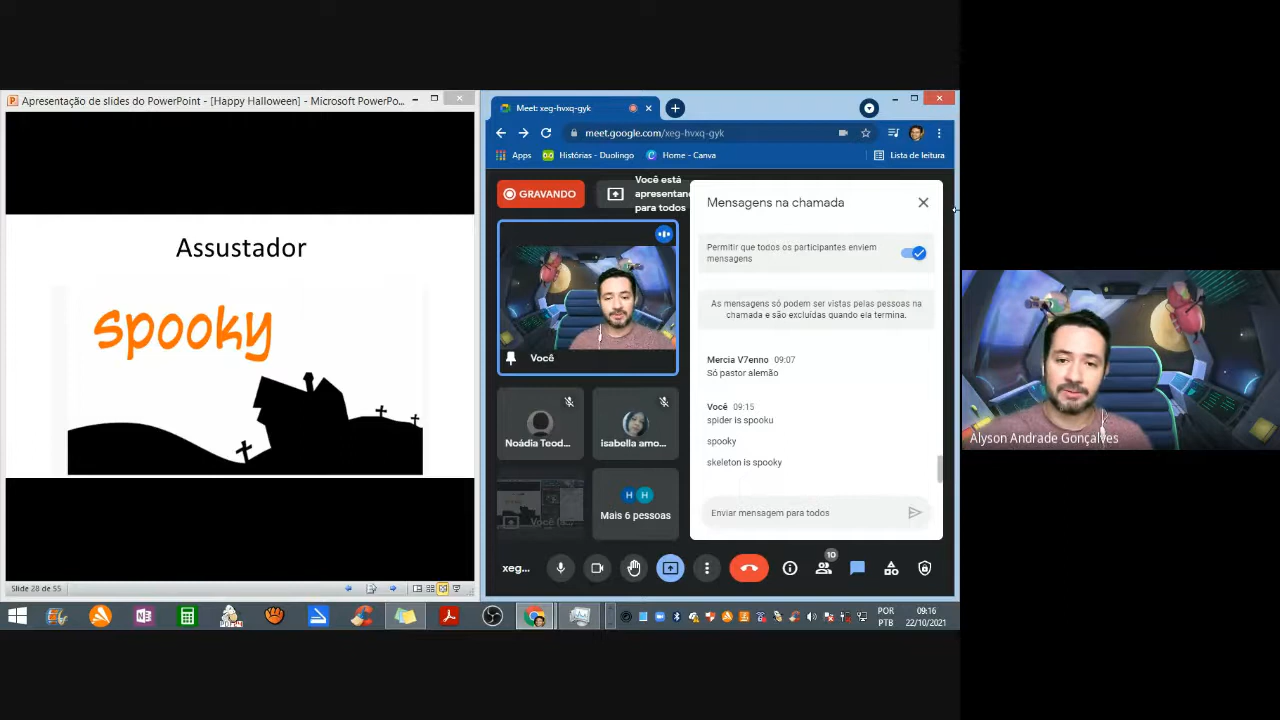 Apresentação de slides do PowerPoint - [Happy Halloween] - Microsoft PowerPo...
Assustador
spooky
Slide 28 de 55
Meet: xeg-hvxq-gyk
meet.google.com/xeg-hvxq-gyk
Apps
Histórias - Duolingo
Home - Canva
Lista de leitura
GRAVANDO
Você está
apresentan
para todos
Você
Noádia Teod...
isabella amo...
Mais 6 pessoas
Mensagens na chamada
Permitir que todos os participantes enviem
mensagens
As mensagens só podem ser vistas pelas pessoas na
chamada e são excluídas quando ela termina.
Mercia V7enno 09:07
Só pastor alemão
Você 09:15
spider is spooku
spooky
skeleton is spooky
Enviar mensagem para todos
xeg...
10
POR
PTB
09:16
22/10/2021
Alyson Andrade Gonçalves